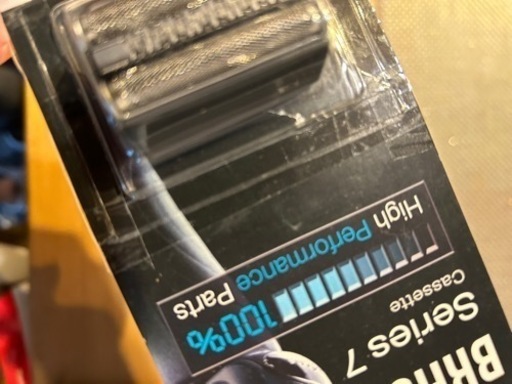 Series 7
Cassette
100%
High Performance Parts